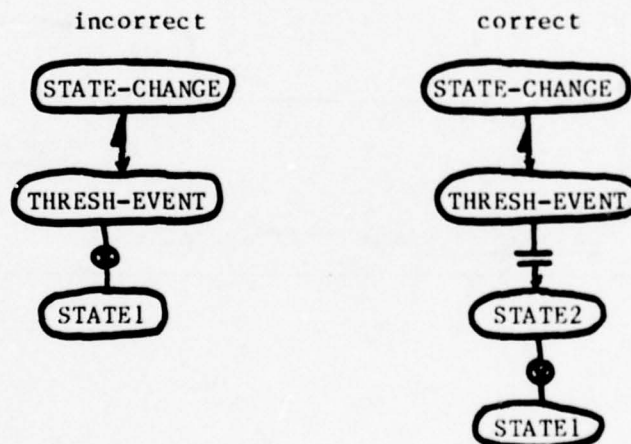 incorrect
STATE-CHANGE
THRESH-EVENT
STATE1
correct
STATE-CHANGE
THRESH-EVENT
STATE2
STATE1